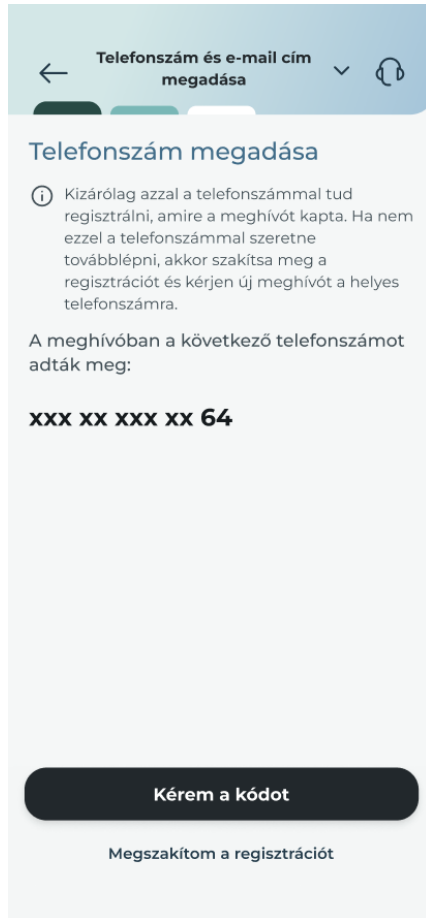 Telefonszám és e-mail cím
megadása
Telefonszám megadása
Kizárólag azzal a telefonszámmal tud
regisztrálni, amire a meghívót kapta. Ha nem
ezzel a telefonszámmal szeretne
továbblépni, akkor szakítsa meg a
regisztrációt és kérjen új meghívót a helyes
telefonszámra.
A meghívóban a következő telefonszámot
adták meg:
xxx xx xxx xx 64
Kérem a kódot
Megszakítom a regisztrációt